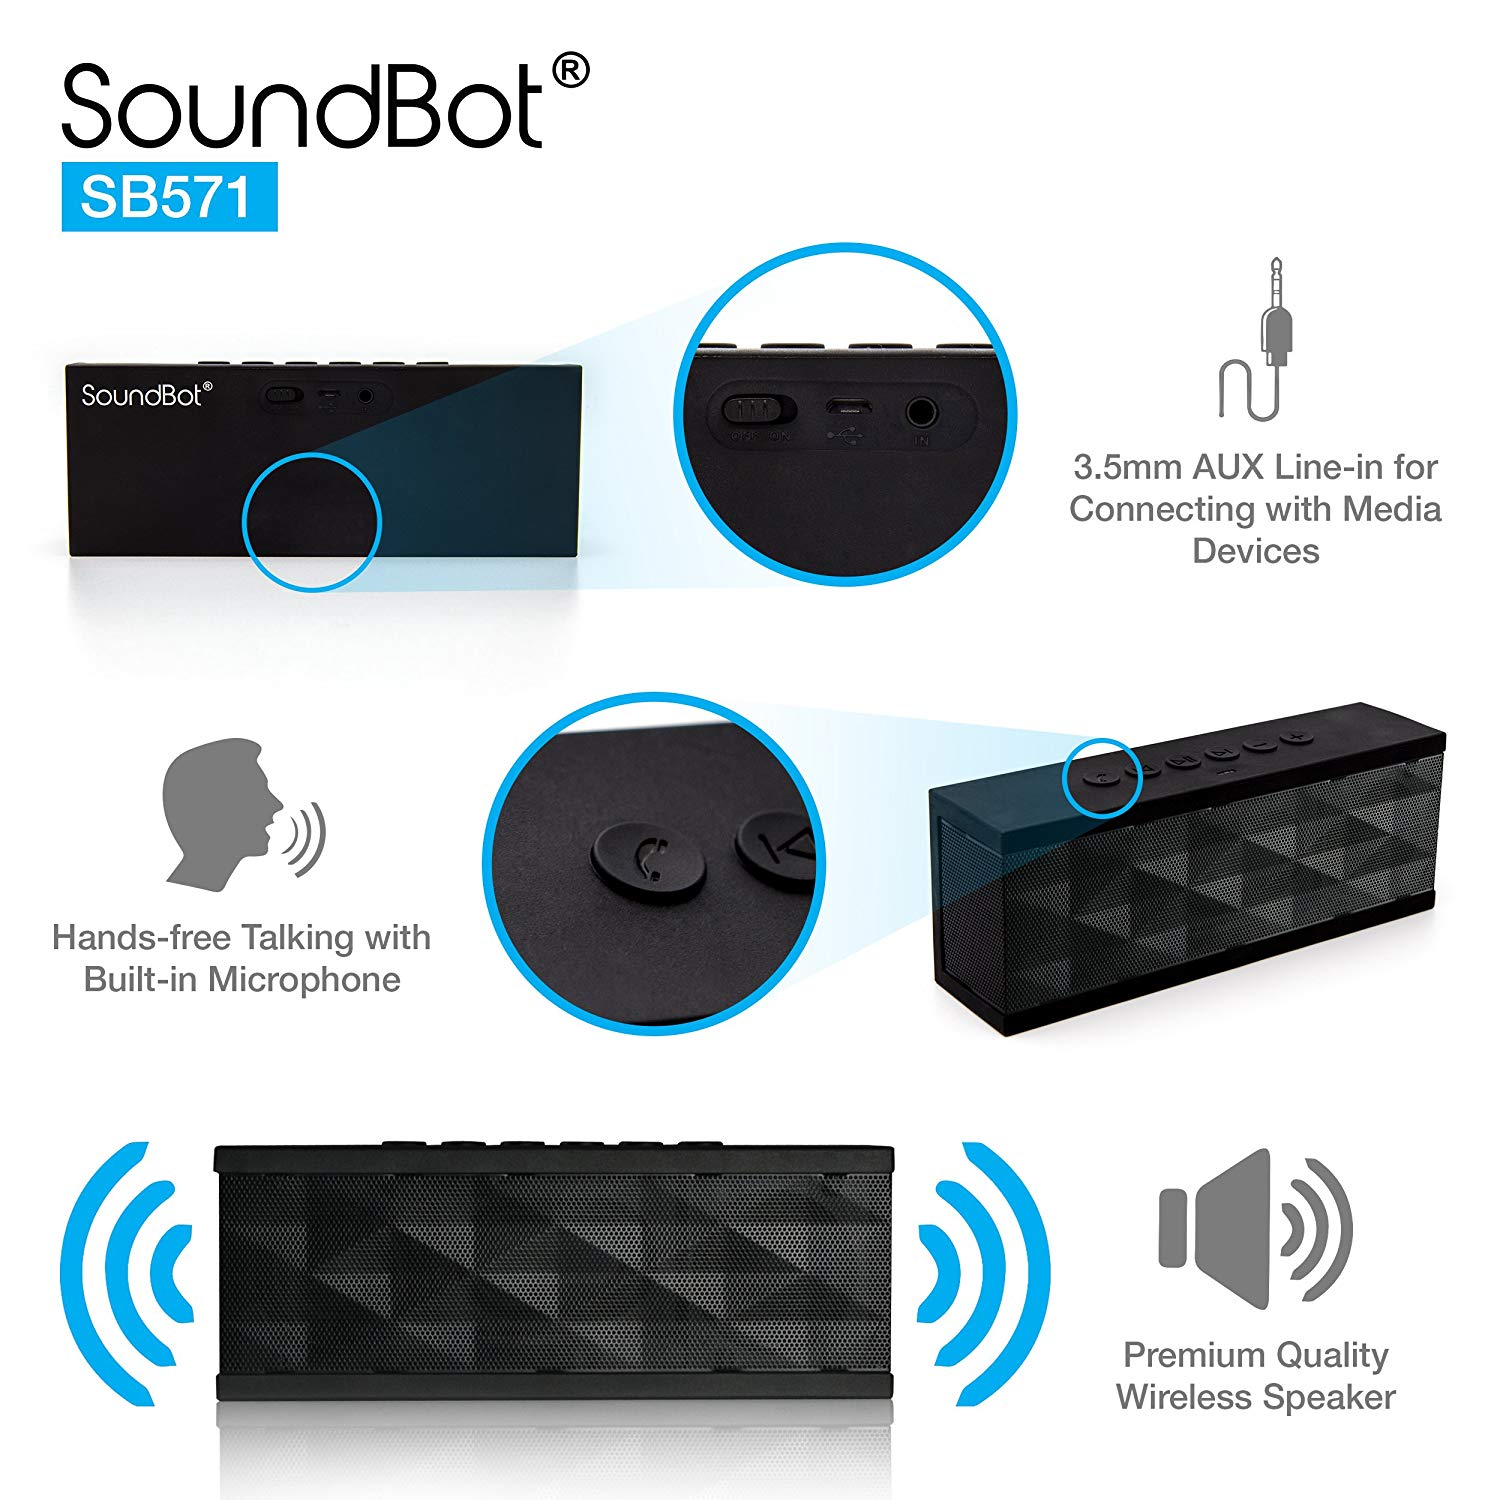 SoundBot®
SB571
SoundBot®
OFF ON
IN
3.5mm AUX Line-in for
Connecting with Media
Devices
Hands-free Talking with
Built-in Microphone
Premium Quality
Wireless Speaker